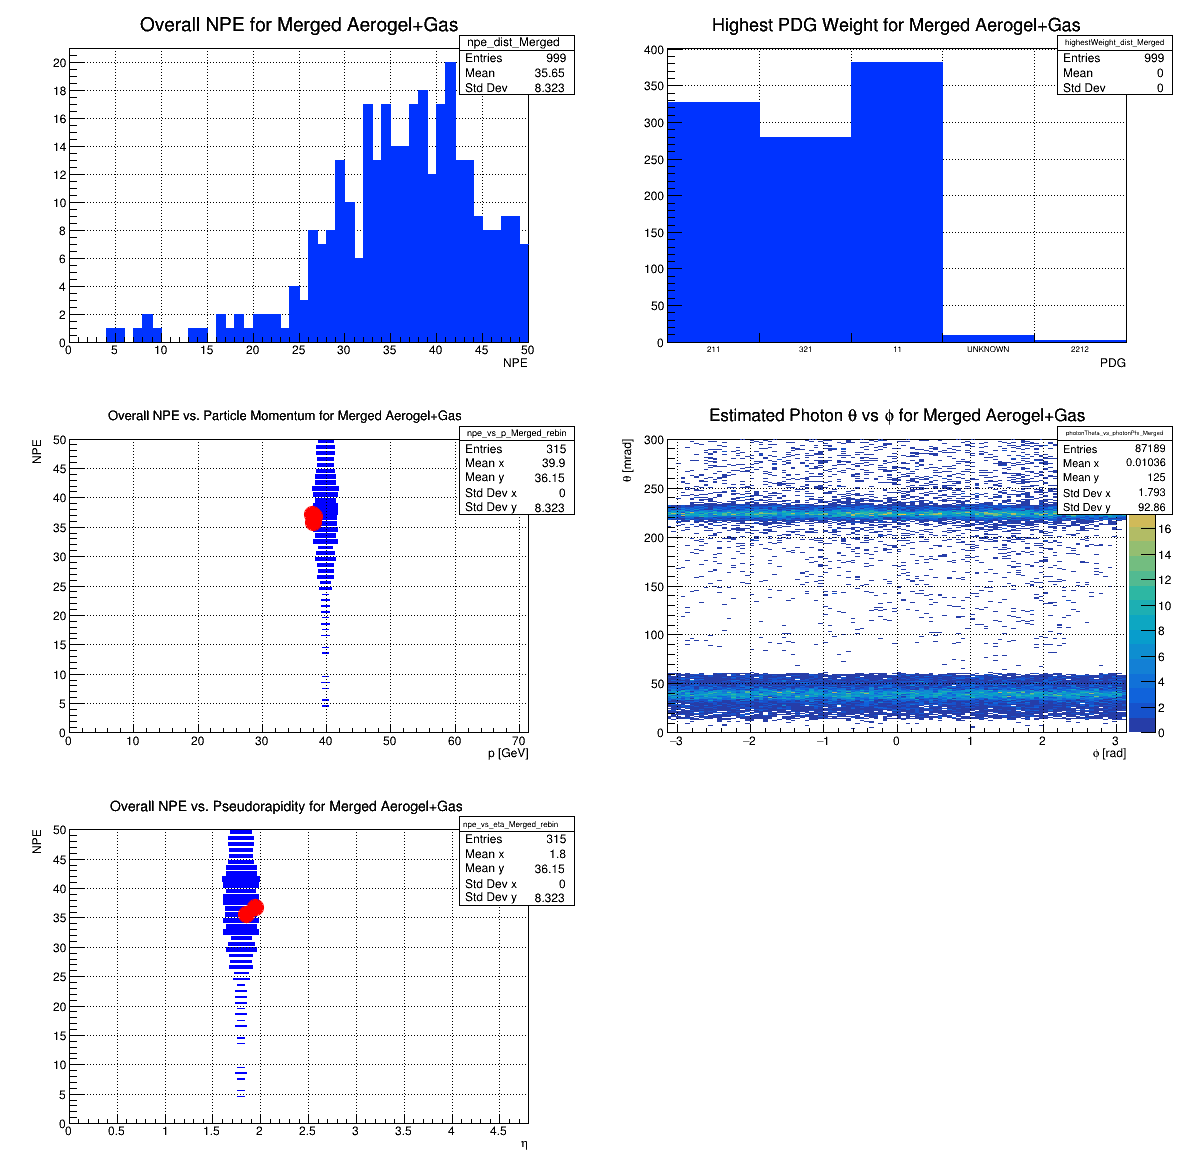 Overall NPE for Merged Aerogel+Gas
npe_dist_Merged
Entries 999
Mean 35.65
Std Dev 8.323
20
18
16
14
12
10
8
6
4
2
0
0 5 10 15 20 25 30 35 40 45 50
NPE
Highest PDG Weight for Merged Aerogel+Gas
highestWeight_dist_Merged
Entries 999
Mean 0
Std Dev 0
400
350
300
250
200
150
100
50
0
211 321 11 UNKNOWN 2212
PDG
Overall NPE vs. Particle Momentum for Merged Aerogel+Gas
npe_vs_p_Merged_rebin
Entries 315
Mean x 39.9
Mean y 36.15
Std Dev x 0
Std Dev y 8.323
NPE
50
45
40
35
30
25
20
15
10
5
0
0 10 20 30 40 50 60 70
p [GeV]
Estimated Photon θ vs ϕ for Merged Aerogel+Gas
photonTheta_vs_photonPhi_Merged
Entries 87189
Mean x 0.01036
Mean y 125
Std Dev x 1.793
Std Dev y 92.86
θ [mrad]
300
250
200
150
100
50
0
−3 −2 −1 0 1 2 3
ϕ [rad]
16
14
12
10
8
6
4
2
0
Overall NPE vs. Pseudorapidity for Merged Aerogel+Gas
npe_vs_eta_Merged_rebin
Entries 315
Mean x 1.8
Mean y 36.15
Std Dev x 0
Std Dev y 8.323
NPE
50
45
40
35
30
25
20
15
10
5
0
0 0.5 1 1.5 2 2.5 3 3.5 4 4.5
η